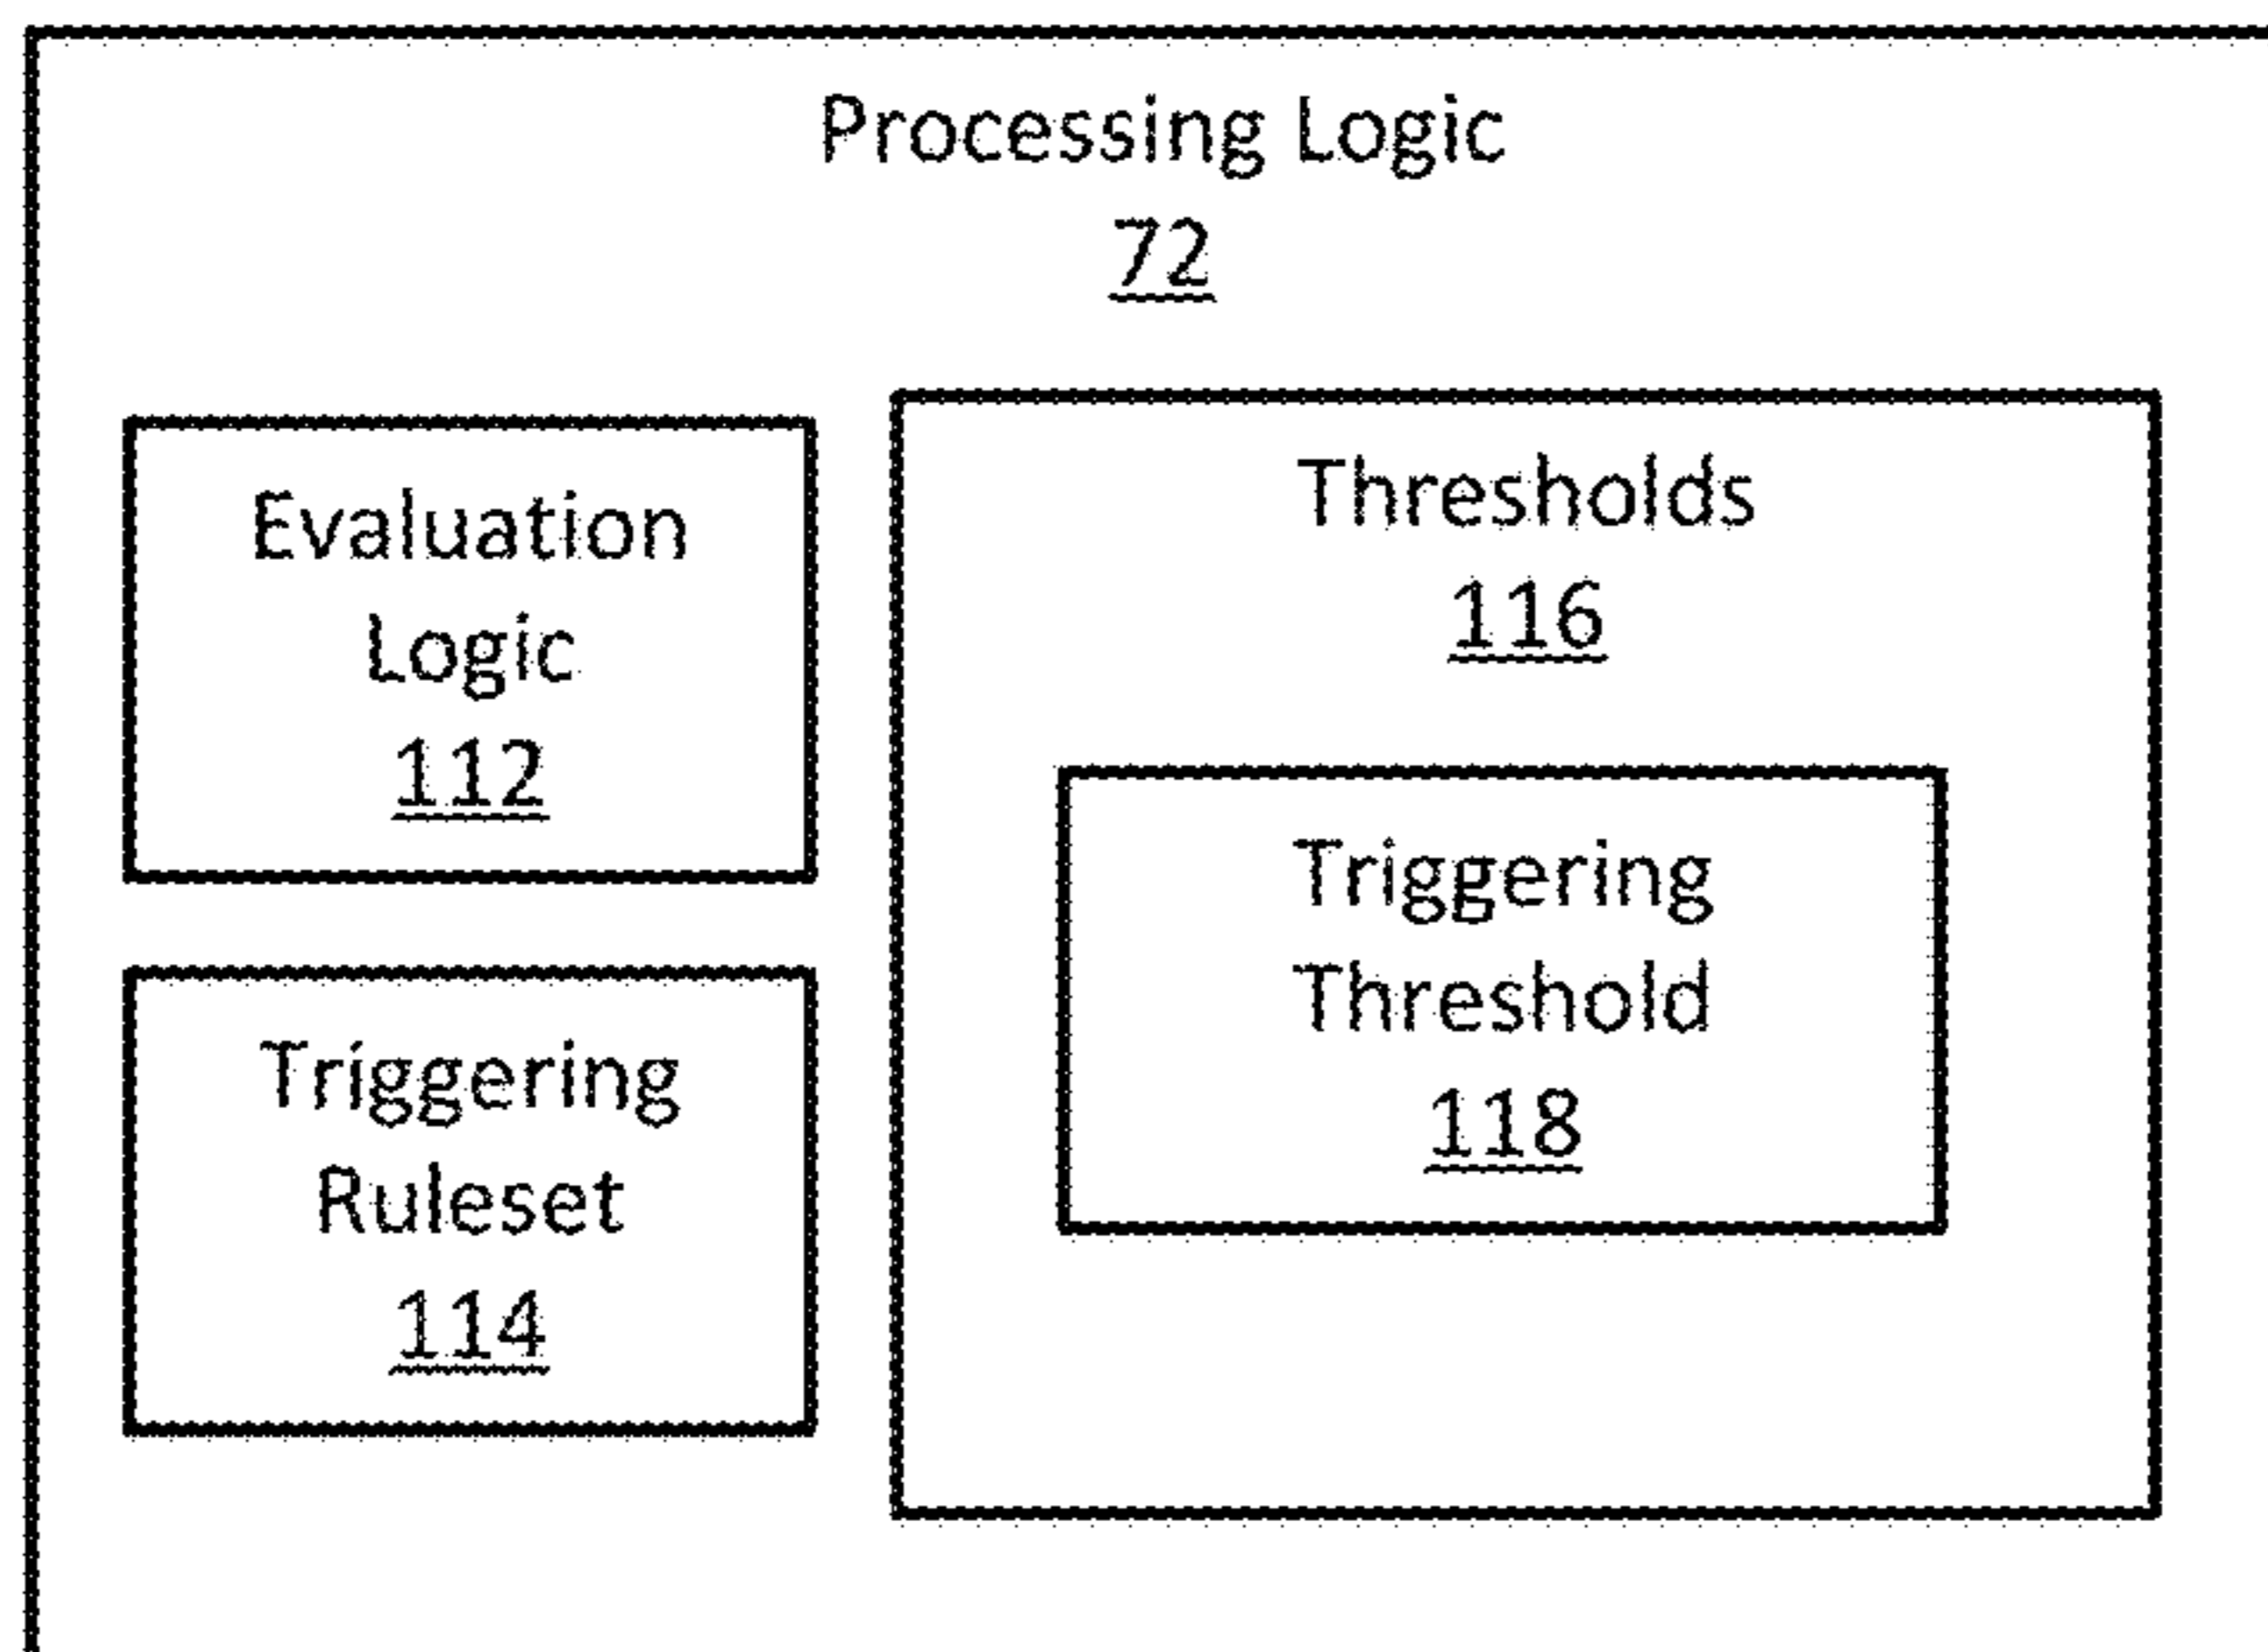 Processing Logic
72
Evaluation
Logic
112
Triggering
Ruleset
114
Thresholds
116
Triggering
Threshold
118